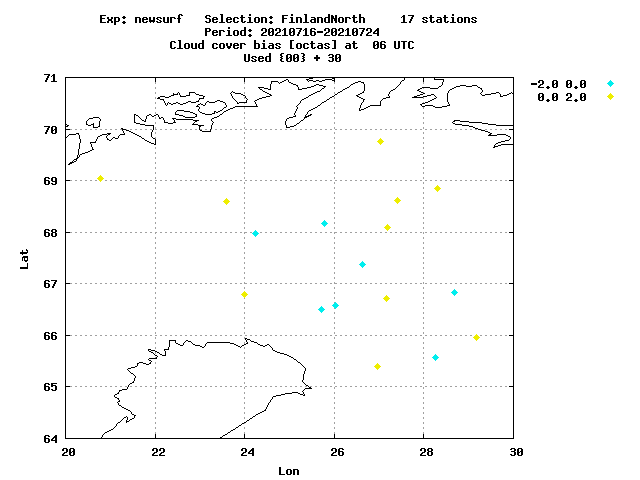 Exp: newsurf   Selection: FinlandNorth     17 stations
Period: 20210716-20210724
Cloud cover bias [octas] at  06 UTC
Used {00} + 30
-2.0 0.0
0.0 2.0
71
70
69
68
67
66
65
64
Lat
20 22 24 26 28 30
Lon